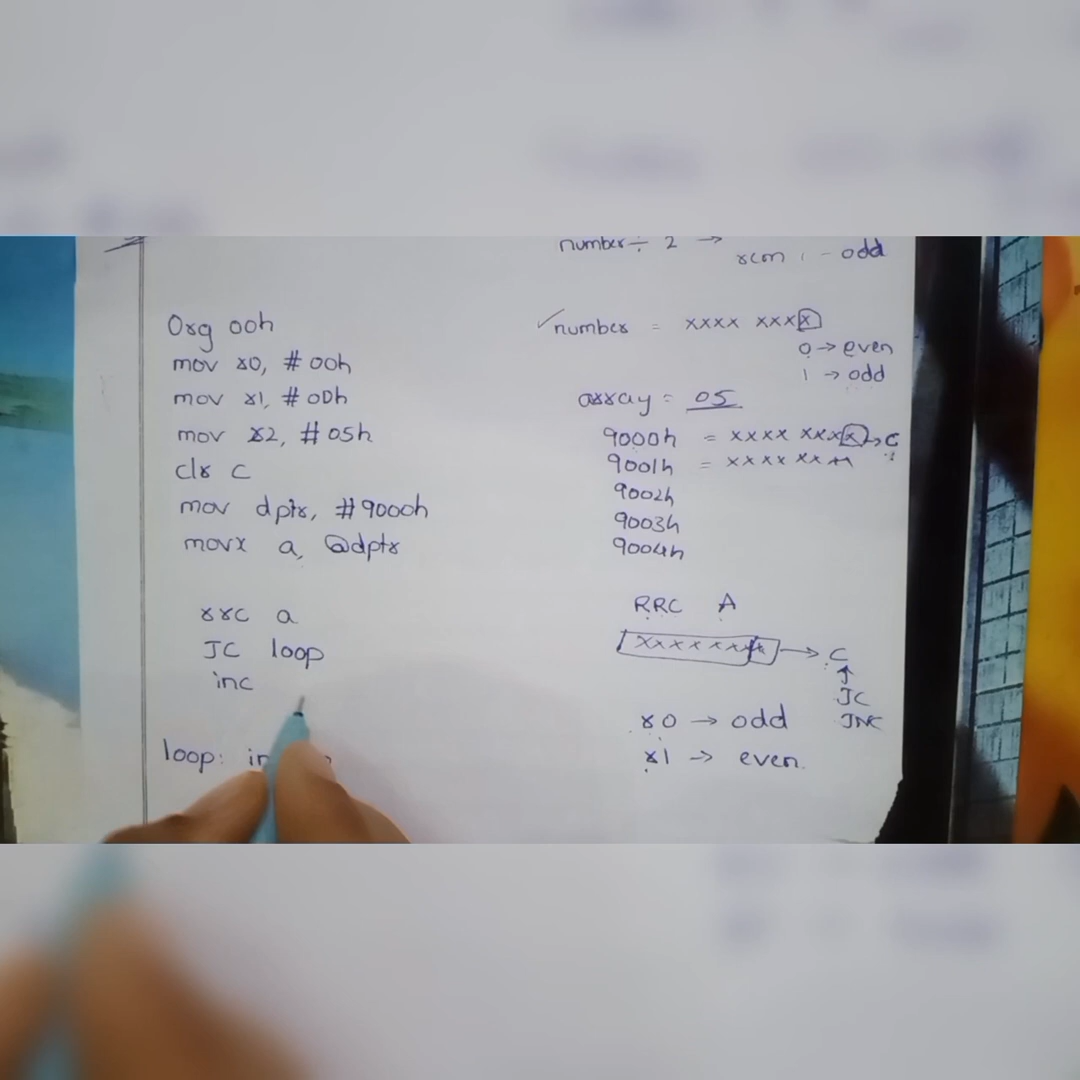 Org 00h
mov r0, #00h
mov r1, #00h
mov r2, #05h
clr C
mov dptr, #9000h
movx a, @dptr
rrc a
JC loop
inc
loop:
number ÷ 2 →
rem 1 - odd
✓number = xxxx xxxx
0 → even
1 → odd
array = 05
9000h = xxxx xxxx → C
9001h = xxxx xxxx
9002h
9003h
9004h
RRC A
xxxxxxxx → C
↑
JC
JNC
r0 → odd
r1 → even.